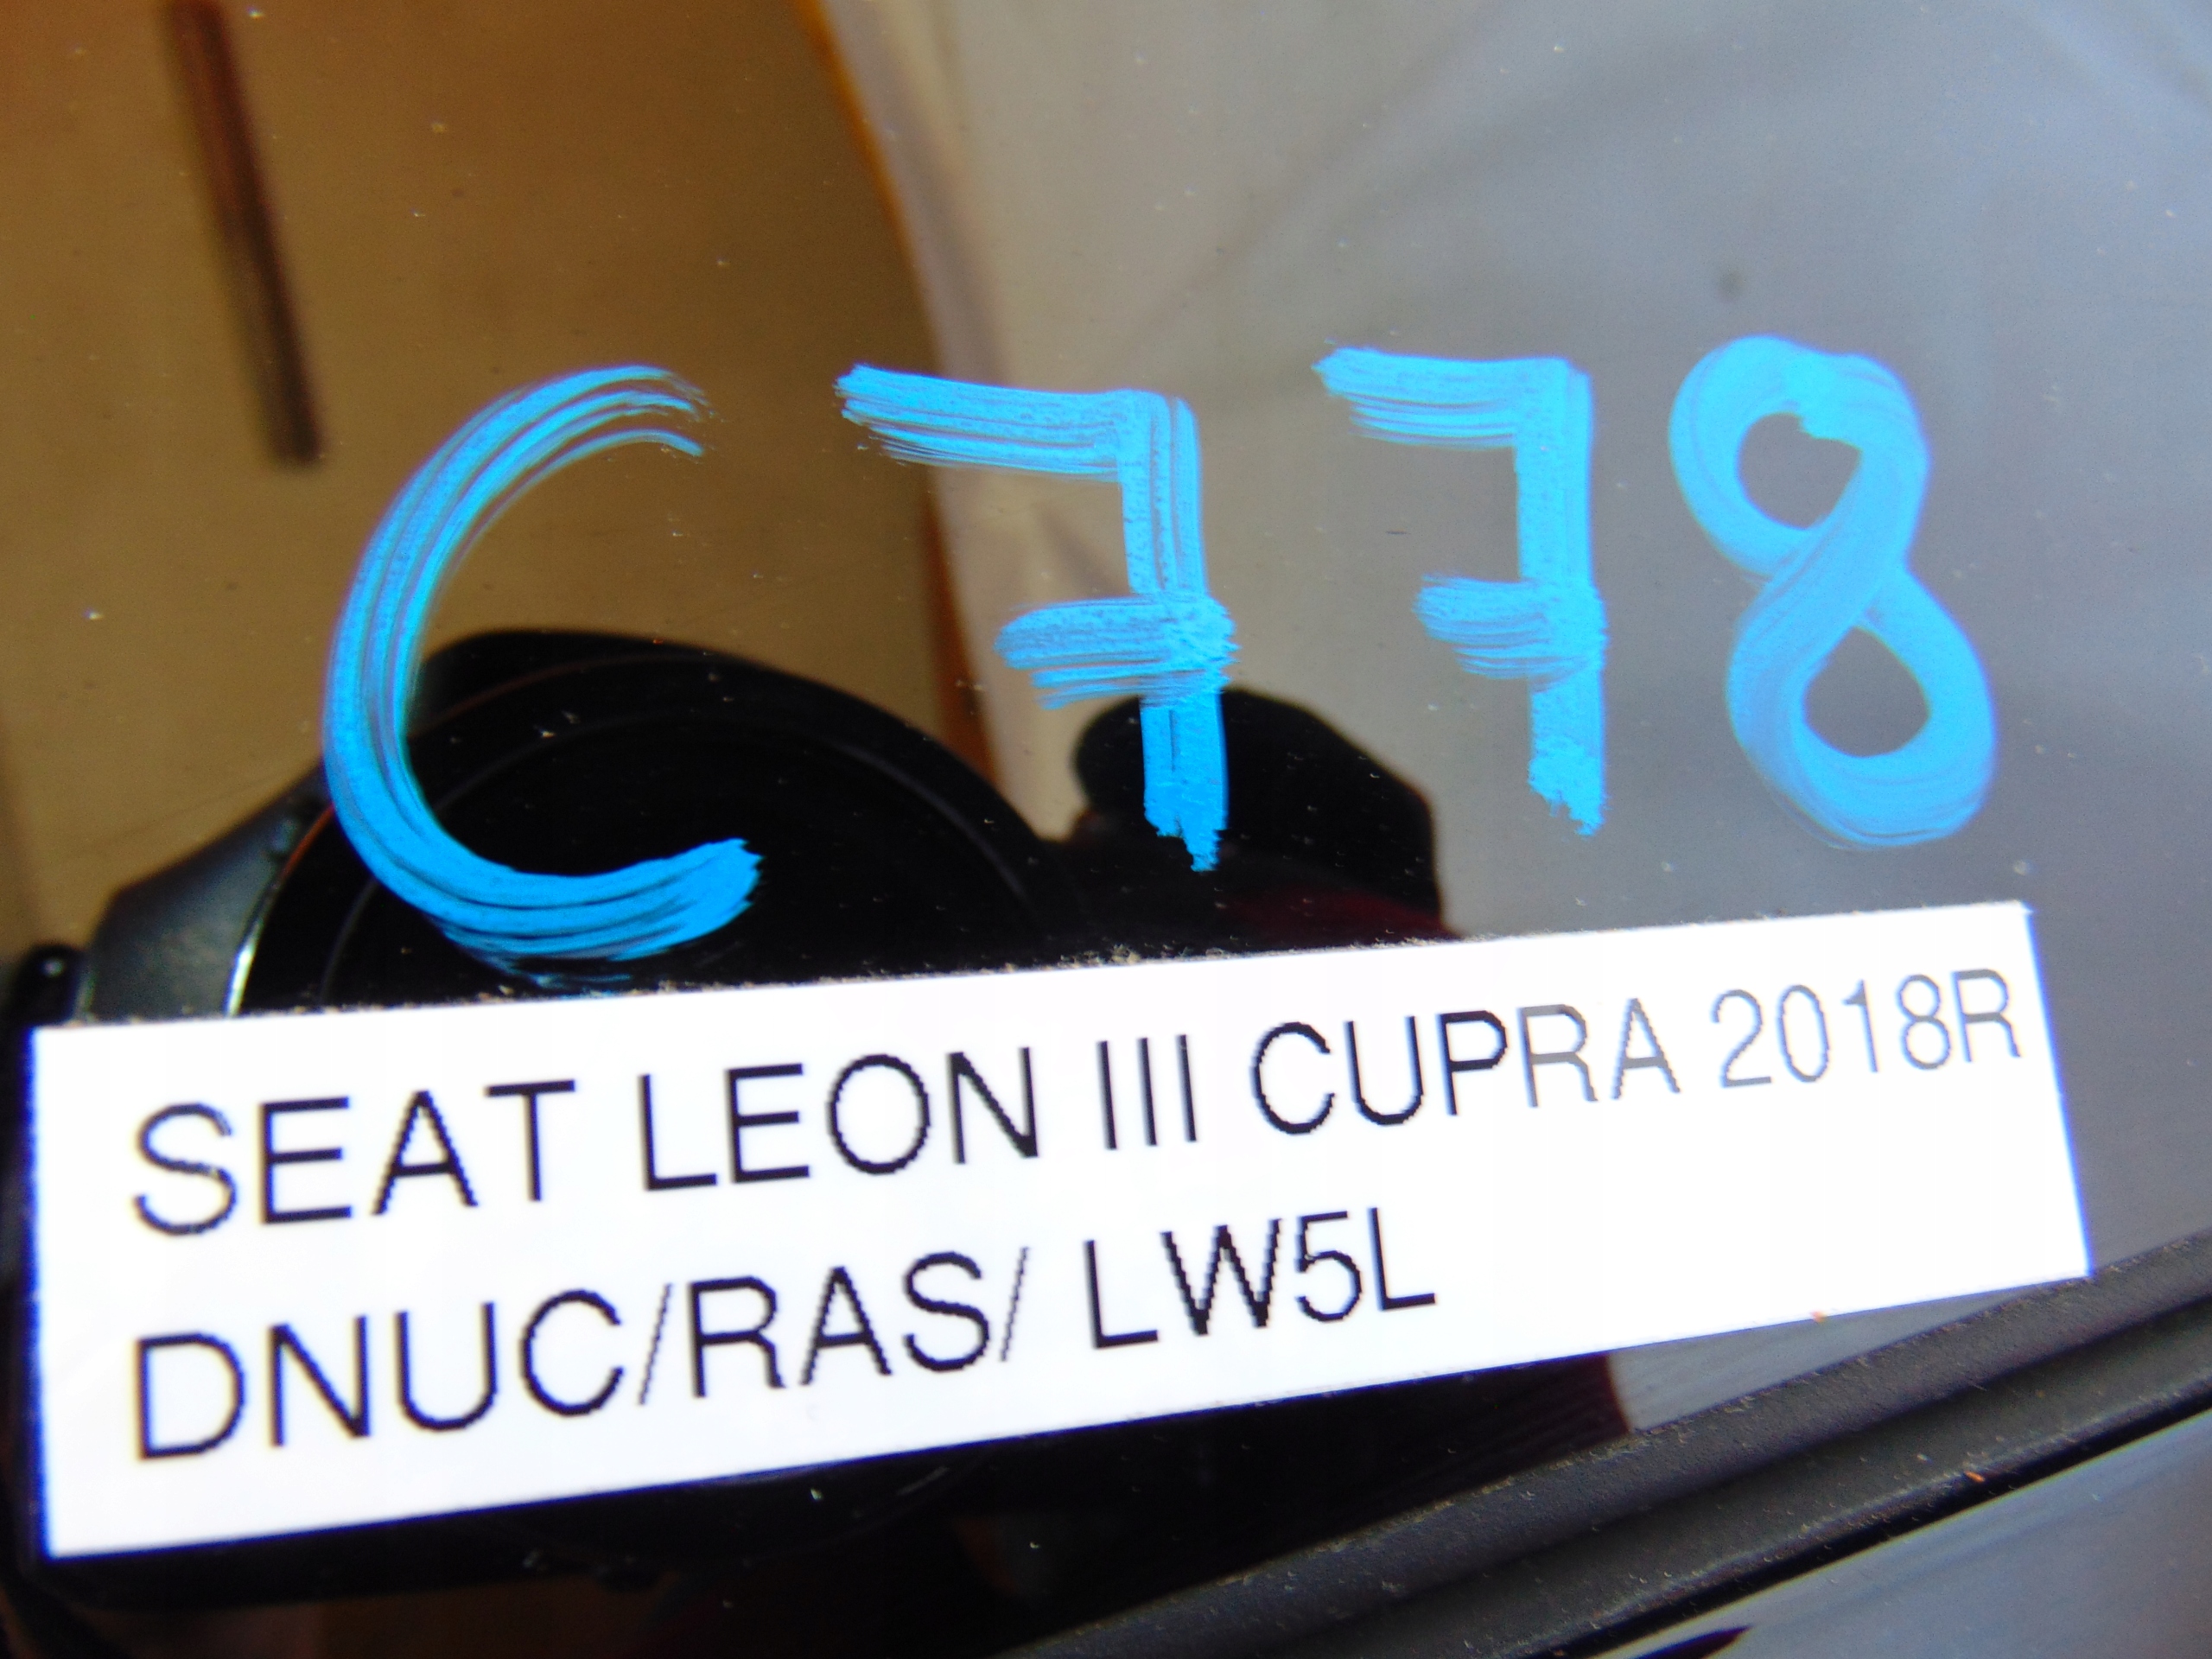 C778
SEAT LEON III CUPRA 2018R
DNUC/RAS/ LW5L